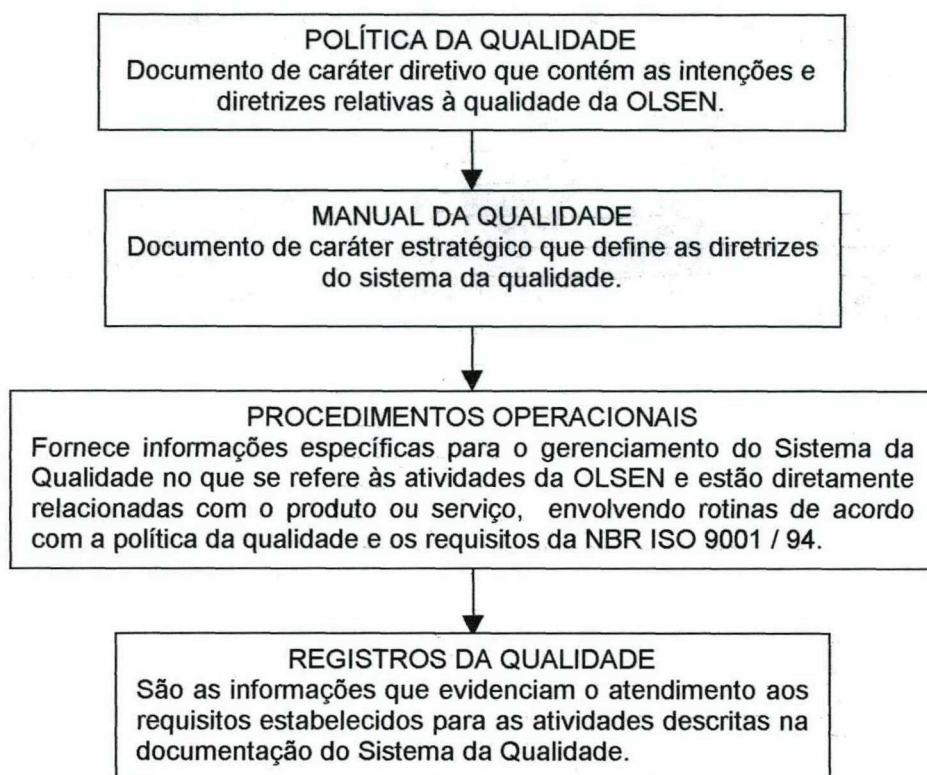 POLÍTICA DA QUALIDADE
Documento de caráter diretivo que contém as intenções e
diretrizes relativas à qualidade da OLSEN.
MANUAL DA QUALIDADE
Documento de caráter estratégico que define as diretrizes
do sistema da qualidade.
PROCEDIMENTOS OPERACIONAIS
Fornece informações específicas para o gerenciamento do Sistema da
Qualidade no que se refere às atividades da OLSEN e estão diretamente
relacionadas com o produto ou serviço, envolvendo rotinas de acordo
com a política da qualidade e os requisitos da NBR ISO 9001 / 94.
REGISTROS DA QUALIDADE
São as informações que evidenciam o atendimento aos
requisitos estabelecidos para as atividades descritas na
documentação do Sistema da Qualidade.